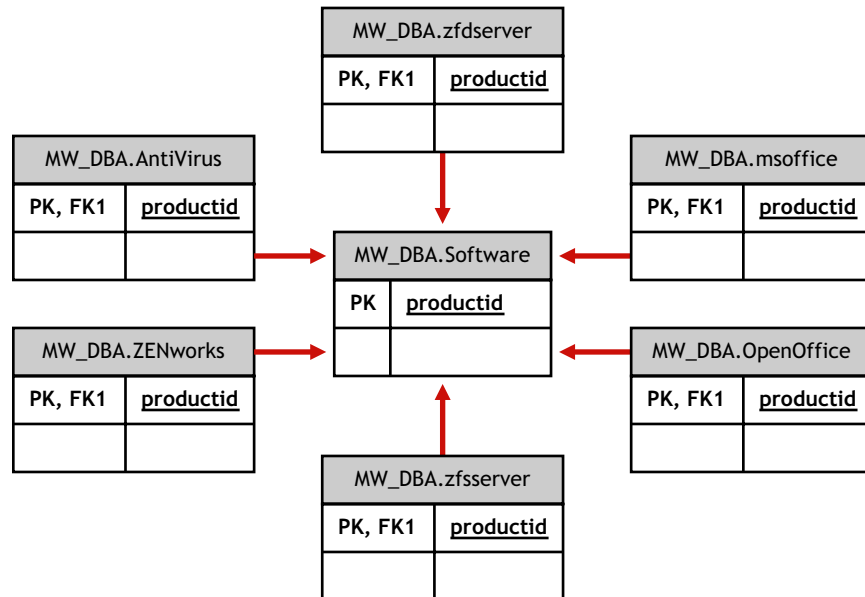 MW_DBA.zfdserver
PK, FK1 productid
MW_DBA.AntiVirus
PK, FK1 productid
MW_DBA.msoffice
PK, FK1 productid
MW_DBA.Software
PK productid
MW_DBA.ZENworks
PK, FK1 productid
MW_DBA.OpenOffice
PK, FK1 productid
MW_DBA.zfsserver
PK, FK1 productid